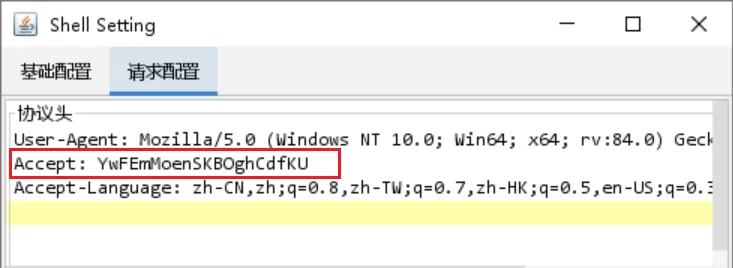 Shell Setting
基础配置 请求配置
协议头
User-Agent: Mozilla/5.0 (Windows NT 10.0; Win64; x64; rv:84.0) Geck
Accept: YwFEmMoenSKBOghCdfKU
Accept-Language: zh-CN,zh;q=0.8,zh-TW;q=0.7,zh-HK;q=0.5,en-US;q=0.3